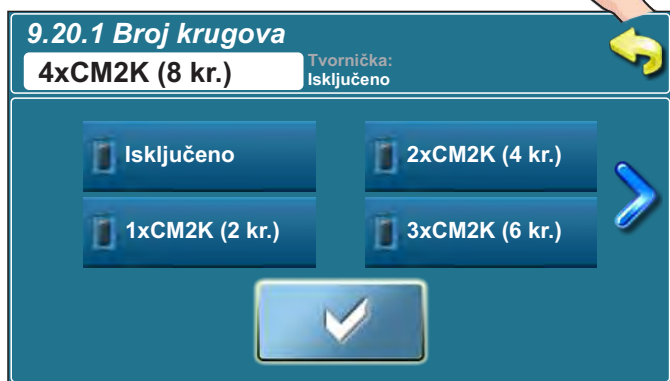 9.20.1 Broj krugova
4xCM2K (8 kr.)
Tvornička:
Isključeno
Isključeno
2xCM2K (4 kr.)
1xCM2K (2 kr.)
3xCM2K (6 kr.)